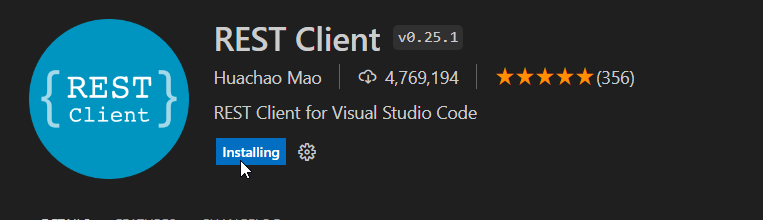 { REST
Client }
REST Client v0.25.1
Huachao Mao 4,769,194 (356)
REST Client for Visual Studio Code
Installing